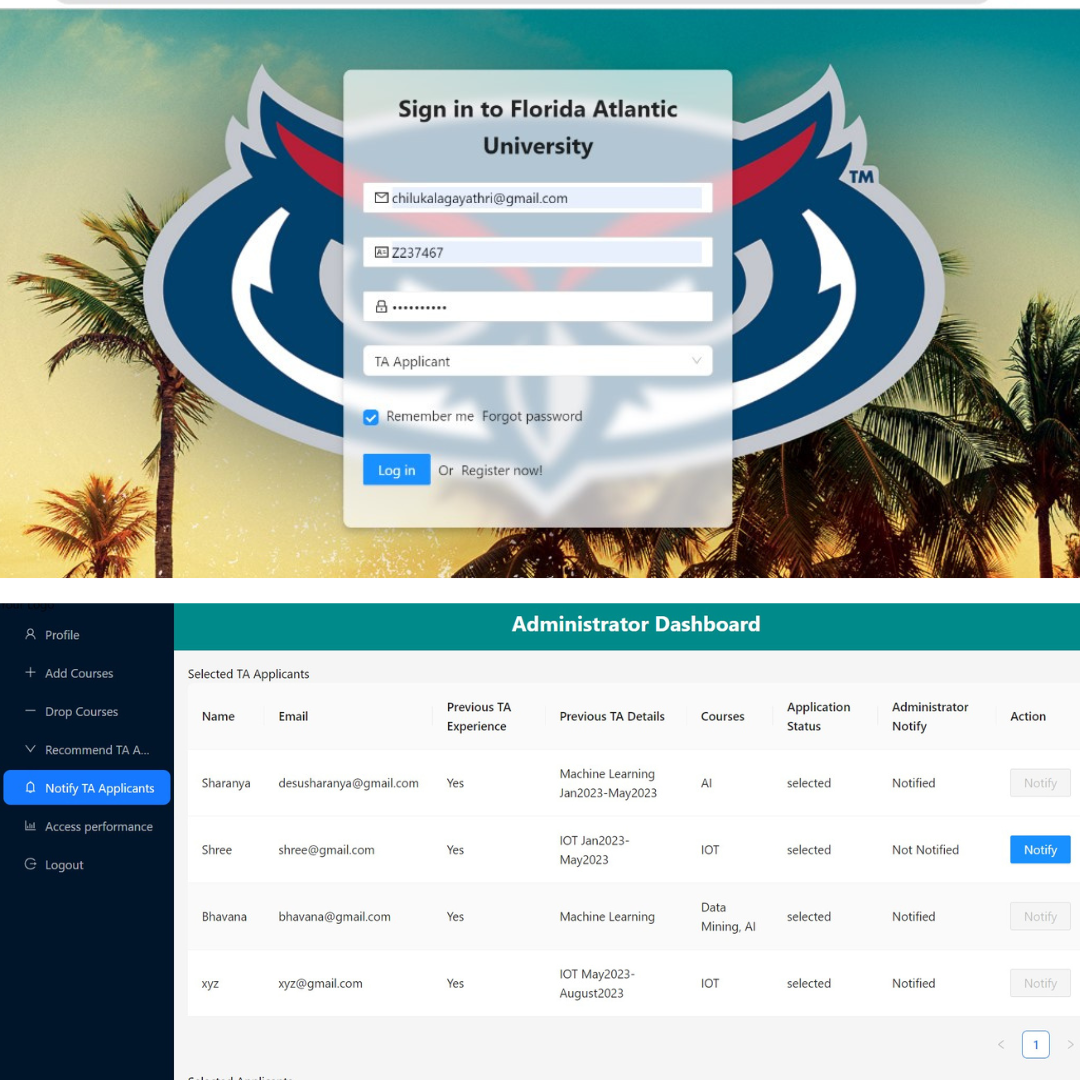 Sign in to Florida Atlantic
University
TM
chilukalagayathri@gmail.com
Z237467
••••••••••
TA Applicant
Remember me Forgot password
Log in Or Register now!
Administrator Dashboard
Profile
Add Courses
Drop Courses
Recommend TA A...
Notify TA Applicants
Access performance
Logout
Selected TA Applicants
Name Email Previous TA Experience Previous TA Details Courses Application Status Administrator Notify Action
Sharanya desusharanya@gmail.com Yes Machine Learning Jan2023-May2023 AI selected Notified Notify
Shree shree@gmail.com Yes IOT Jan2023-May2023 IOT selected Not Notified Notify
Bhavana bhavana@gmail.com Yes Machine Learning Data Mining, AI selected Notified Notify
xyz xyz@gmail.com Yes IOT May2023-August2023 IOT selected Notified Notify
< 1 >
Selected Applicants